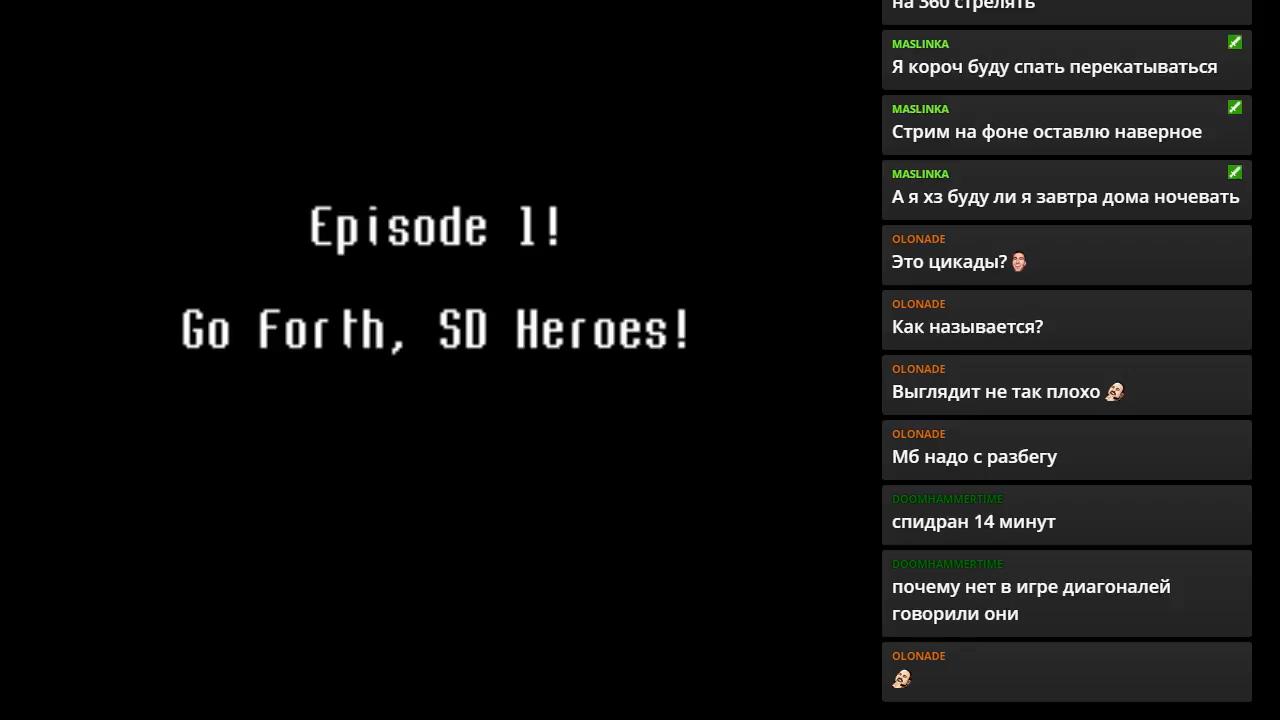 Episode 1!
Go Forth, SD Heroes!
на 360 стрелять
MASLINKA
Я короч буду спать перекатываться
MASLINKA
Стрим на фоне оставлю наверное
MASLINKA
А я хз буду ли я завтра дома ночевать
OLONADE
Это цикады?
OLONADE
Как называется?
OLONADE
Выглядит не так плохо
OLONADE
Мб надо с разбегу
DOOMHAMMERTIME
спидран 14 минут
DOOMHAMMERTIME
почему нет в игре диагоналей
говорили они
OLONADE